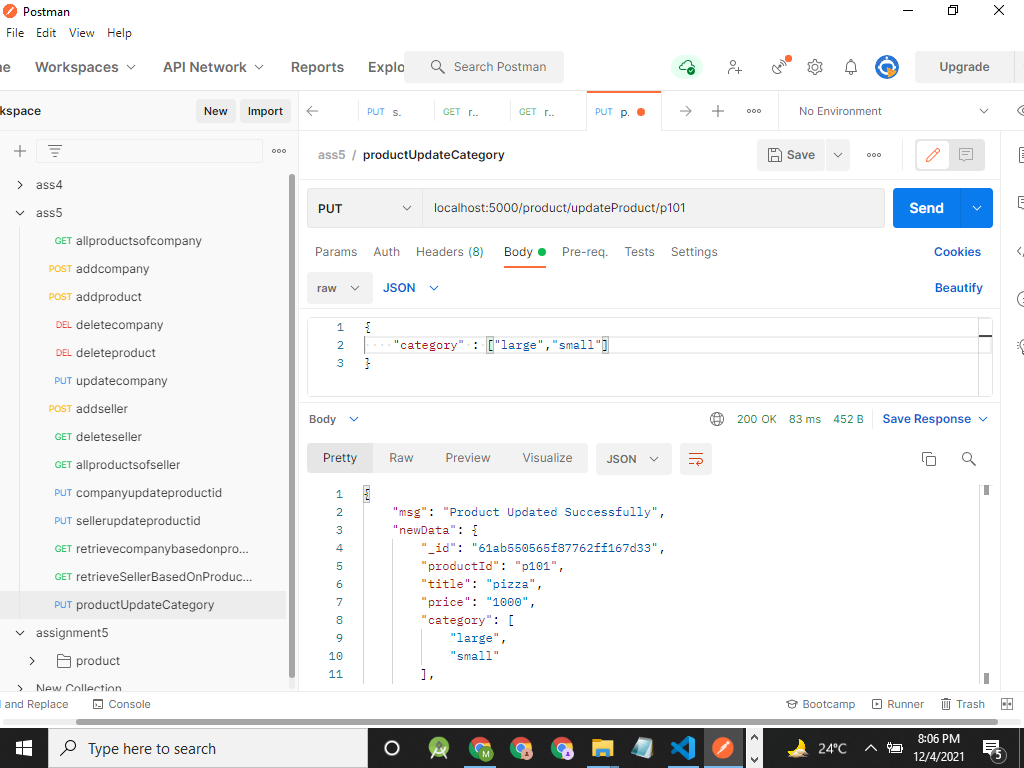 Postman
File Edit View Help
ne Workspaces API Network Reports Explo Search Postman Upgrade
kspace New Import PUT s. GET r.. GET r.. PUT p. No Environment
ass5 / productUpdateCategory Save
ass4
ass5
GET allproductsofcompany
POST addcompany
POST addproduct
DEL deletecompany
DEL deleteproduct
PUT updatecompany
POST addseller
GET deleteseller
GET allproductsofseller
PUT companyupdateproductid
PUT sellerupdateproductid
GET retrievecompanybasedonpro...
GET retrieveSellerBasedOnProduc...
PUT productUpdateCategory
assignment5
product
New Collection
PUT localhost:5000/product/updateProduct/p101 Send
Params Auth Headers (8) Body Pre-req. Tests Settings Cookies
raw JSON Beautify
1 {
2 "category" : ["large","small"]
3 }
Body 200 OK 83 ms 452 B Save Response
Pretty Raw Preview Visualize JSON
1 {
2 "msg": "Product Updated Successfully",
3 "newData": {
4 "_id": "61ab550565f87762ff167d33",
5 "productId": "p101",
6 "title": "pizza",
7 "price": "1000",
8 "category": [
9 "large",
10 "small"
11 ],
and Replace Console Bootcamp Runner Trash
Type here to search 24°C 8:06 PM
12/4/2021
5